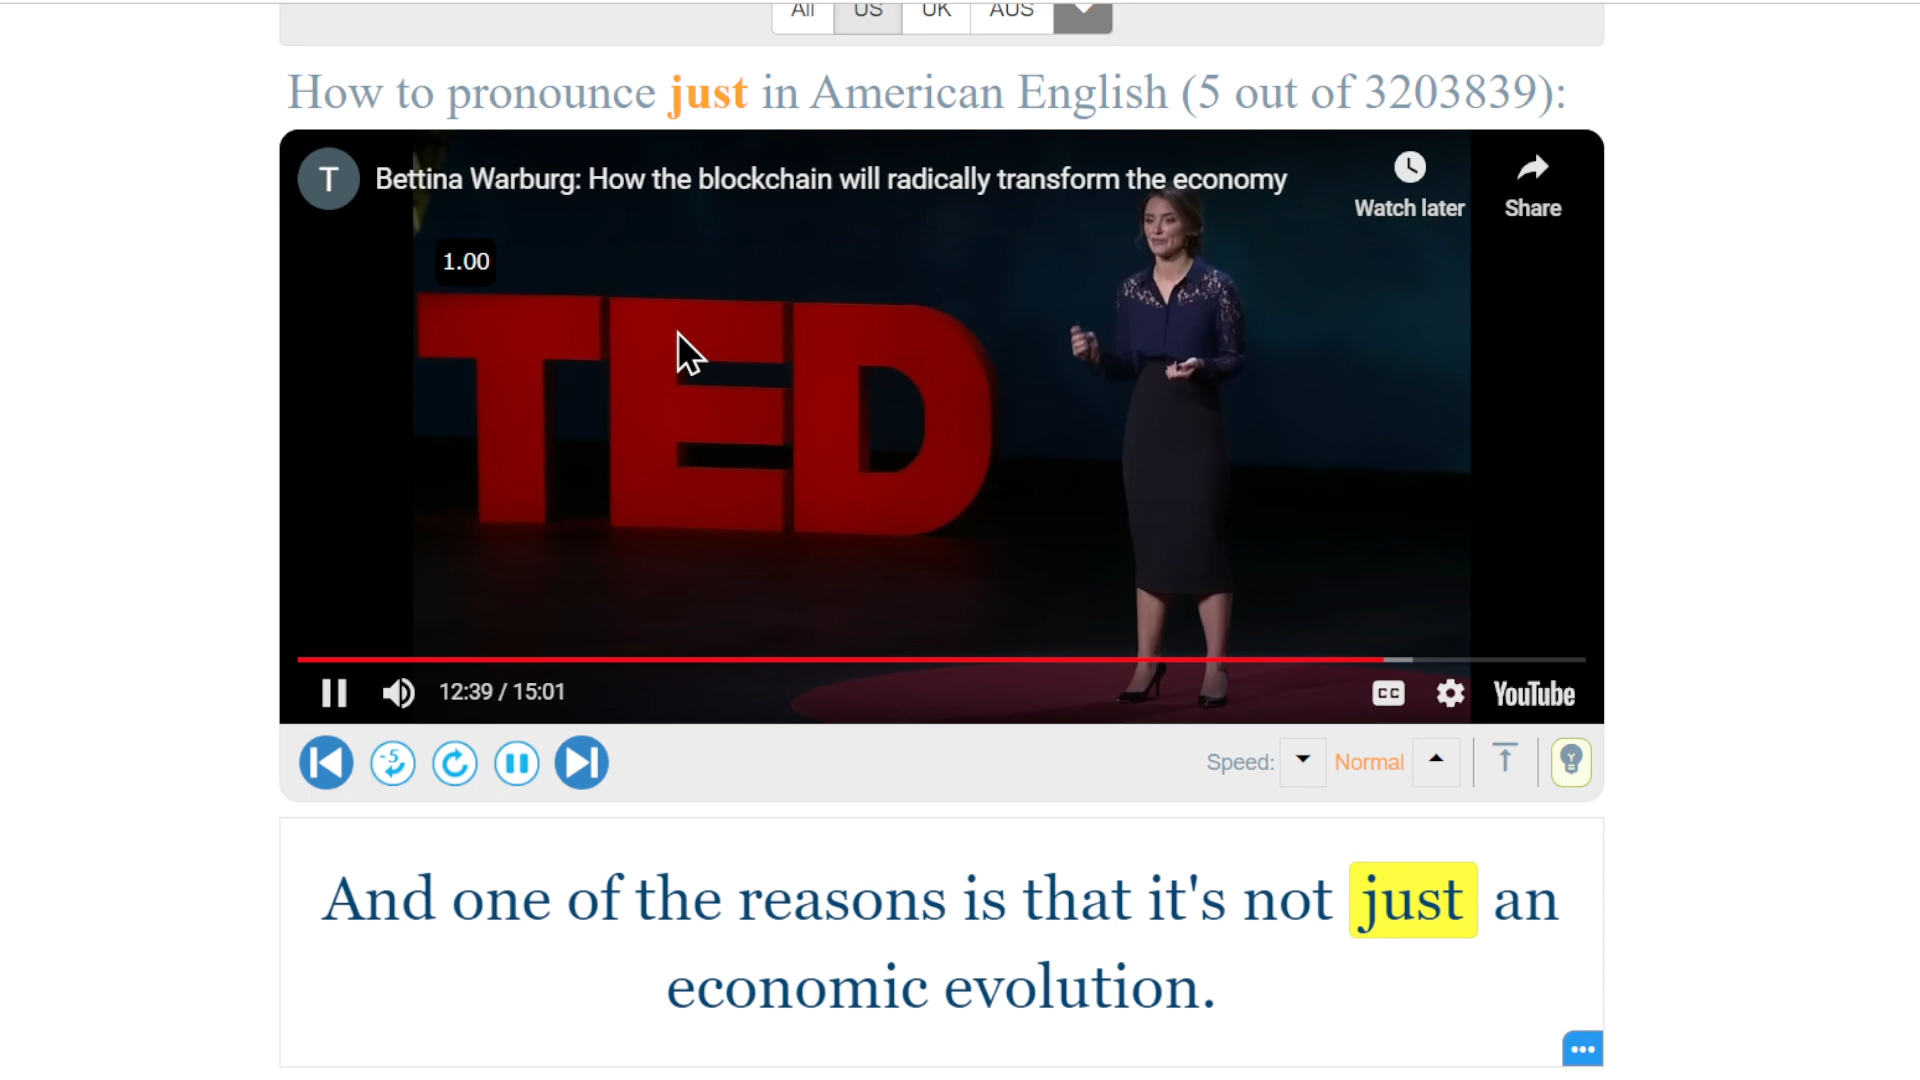 All US UK AUS
How to pronounce just in American English (5 out of 3203839):
T Bettina Warburg: How the blockchain will radically transform the economy
Watch later Share
1.00
TED
12:39 / 15:01 CC YouTube
-5 Speed: Normal
And one of the reasons is that it's not just an
economic evolution.